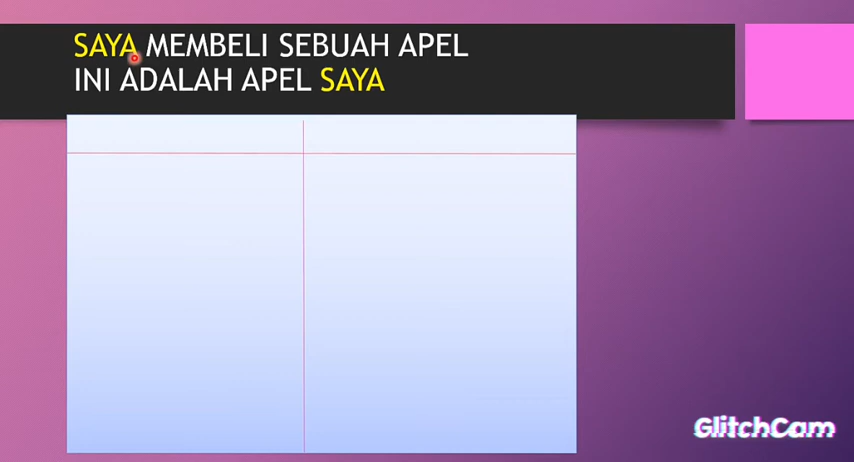 SAYA MEMBELI SEBUAH APEL
INI ADALAH APEL SAYA
GlitchCam